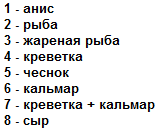 1 - анис
2 - рыба
3 - жареная рыба
4 - креветка
5 - чеснок
6 - кальмар
7 - креветка + кальмар
8 - сыр